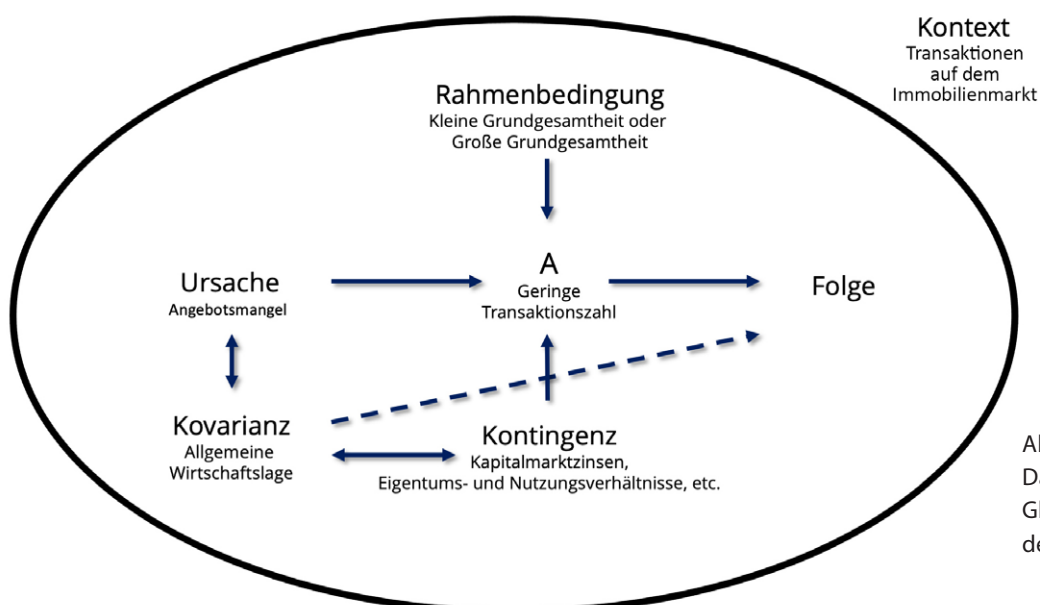 Kontext
Transaktionen
auf dem
Immobilienmarkt
Rahmenbedingung
Kleine Grundgesamtheit oder
Große Grundgesamtheit
Ursache
Angebotsmangel
A
Geringe
Transaktionszahl
Folge
Kovarianz
Allgemeine
Wirtschaftslage
Kontingenz
Kapitalmarktzinsen,
Eigentums- und Nutzungsverhältnisse, etc.